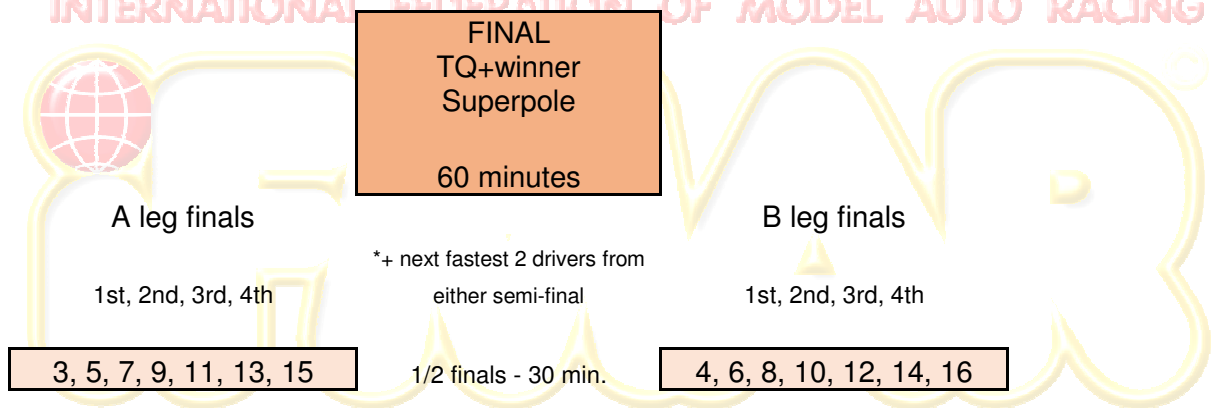 INTERNATIONAL FEDERATION OF MODEL AUTO RACING
FINAL
TQ+winner
Superpole
60 minutes
A leg finals
B leg finals
*+ next fastest 2 drivers from
either semi-final
1st, 2nd, 3rd, 4th
1st, 2nd, 3rd, 4th
3, 5, 7, 9, 11, 13, 15
1/2 finals - 30 min.
4, 6, 8, 10, 12, 14, 16
iFMAR